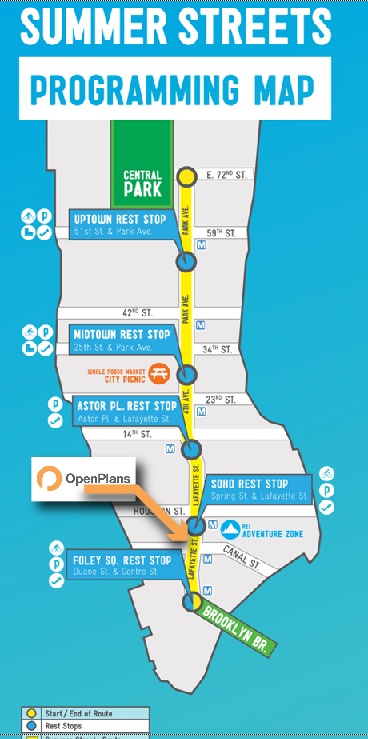 SUMMER STREETS
PROGRAMMING MAP
CENTRAL
PARK
E. 72ND ST.
PARK AVE.
UPTOWN REST STOP
51st St. & Park Ave.
59TH ST.
M
PARK AVE.
42ND ST.
M
MIDTOWN REST STOP
25th St. & Park Ave.
34TH ST.
WHOLE FOODS MARKET
CITY PICNIC
4TH AVE.
23RD ST.
M
ASTOR PL. REST STOP
Astor Pl. & Lafayette St.
14TH ST.
M
OpenPlans
LAFAYETTE ST.
SOHO REST STOP
Spring St. & Lafayette St.
HOUSTON ST.
REI
ADVENTURE ZONE
LAFAYETTE ST.
CANAL ST.
FOLEY SQ. REST STOP
Duane St. & Centre St.
M
M
BROOKLYN BR.
P
P
P
P
P
Start / End of Route
Rest Stops